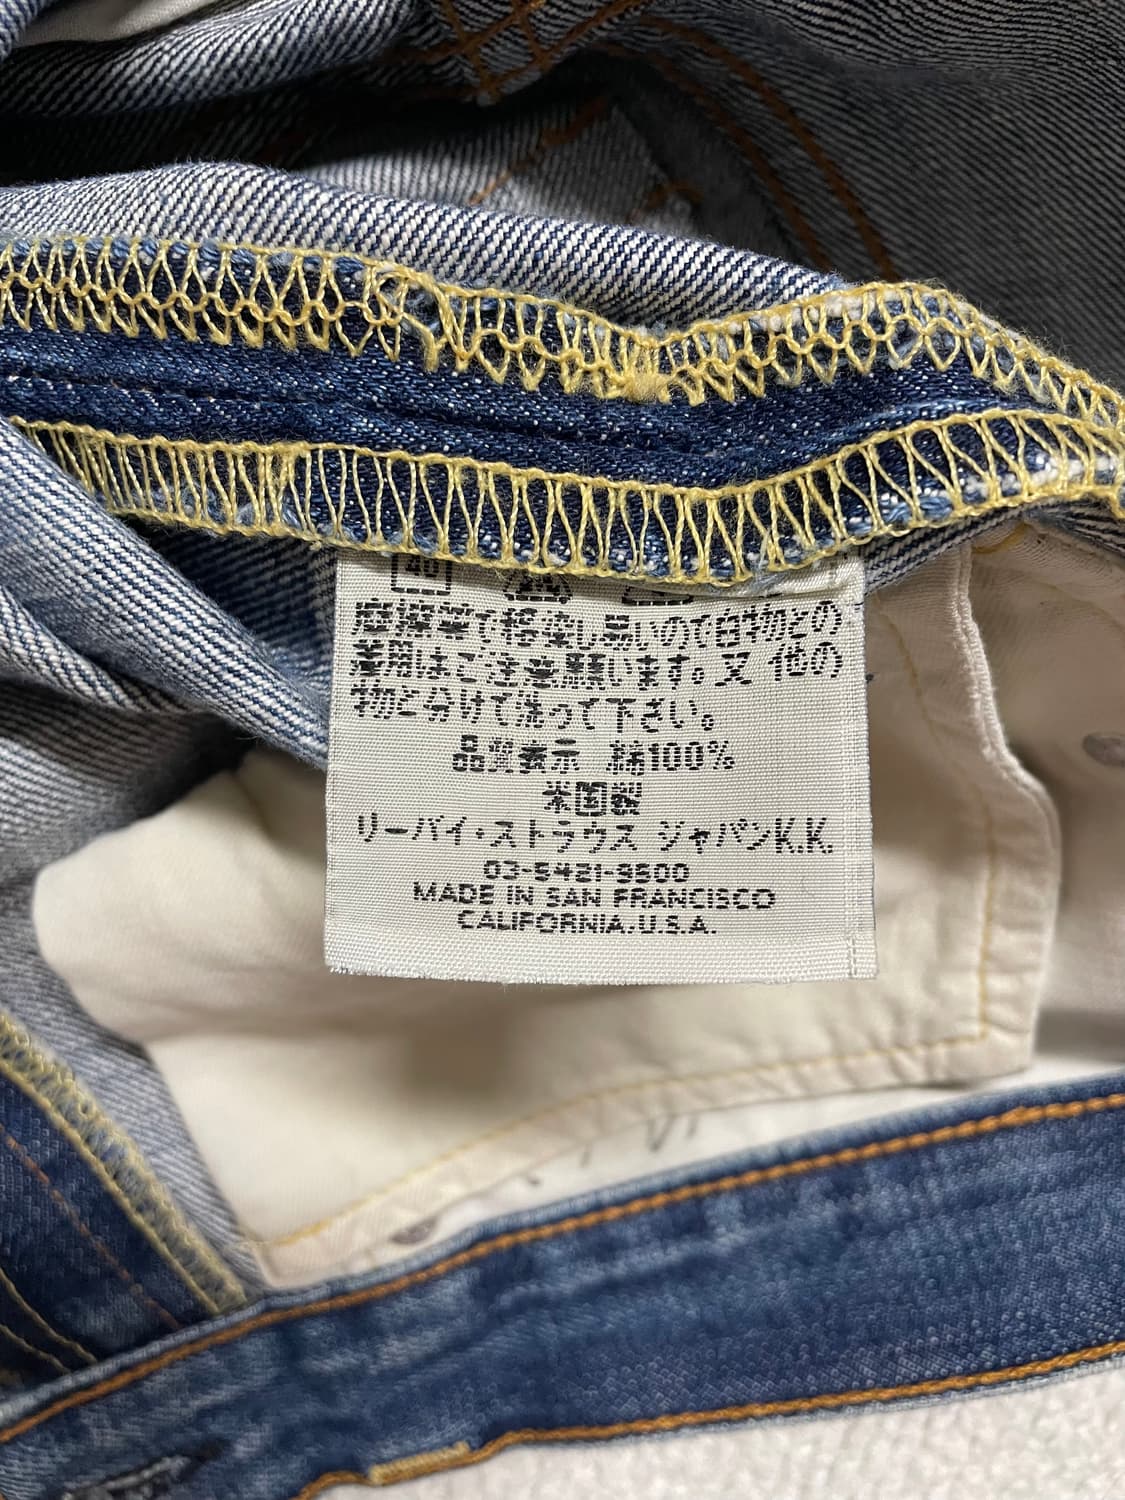 40
摩擦等で移染し易いので白物との
着用はご注意願います。又 他の
物と分けて洗って下さい。
品質表示 綿100%
米国製
リーバイ・ストラウス ジャパンK.K.
03-5421-9500
MADE IN SAN FRANCISCO
CALIFORNIA.U.S.A.